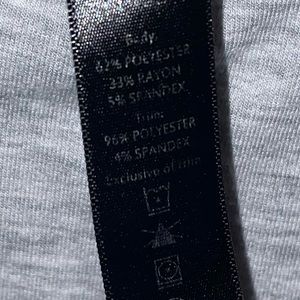 Body:
62% POLYESTER
33% RAYON
5% SPANDEX
Trim:
96% POLYESTER
4% SPANDEX
Exclusive of trim